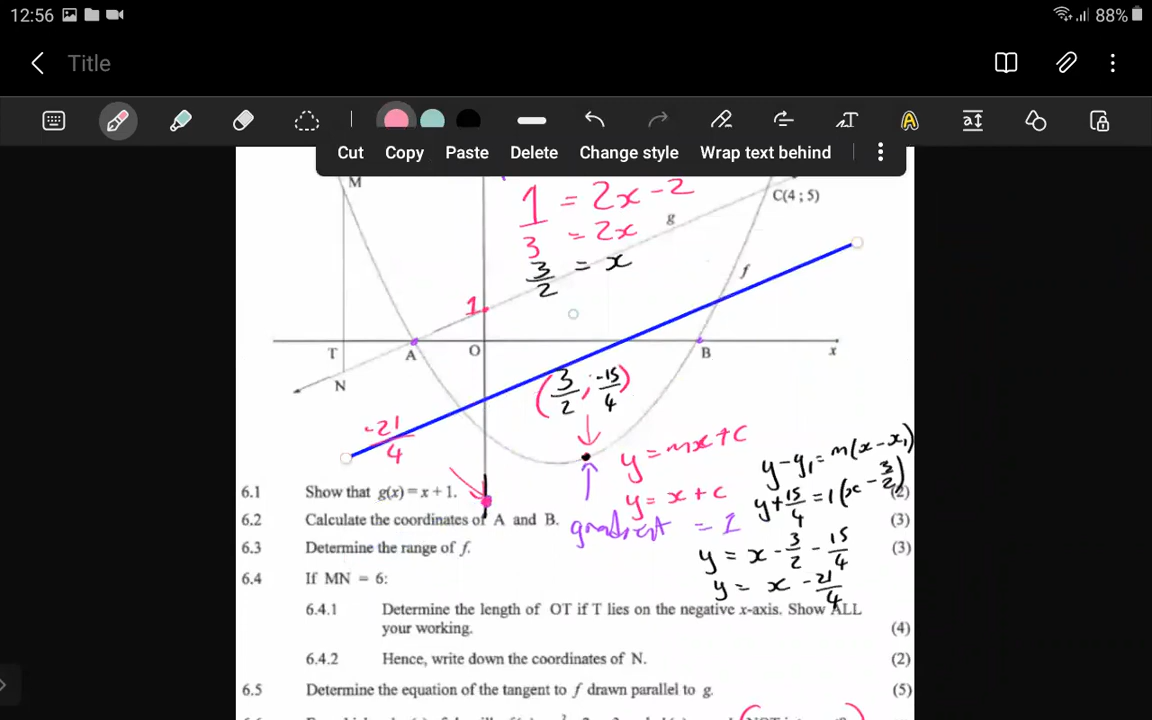 12:56 88%
Title
Cut Copy Paste Delete Change style Wrap text behind
M
1 = 2x - 2
C(4 ; 5)
g
3 = 2x
3/2 = x
f
1
T A O B x
N
(3/2 ; -15/4)
-21/4
y = mx + c
y - y₁ = m(x - x₁)
6.1 Show that g(x) = x + 1. (2)
y = x + c
y + 15/4 = 1(x - 3/2)
6.2 Calculate the coordinates of A and B. (3)
gradient = 1
6.3 Determine the range of f. (3)
y = x - 3/2 - 15/4
6.4 If MN = 6:
y = x - 21/4
6.4.1 Determine the length of OT if T lies on the negative x-axis. Show ALL
your working. (4)
6.4.2 Hence, write down the coordinates of N. (2)
6.5 Determine the equation of the tangent to f drawn parallel to g. (5)